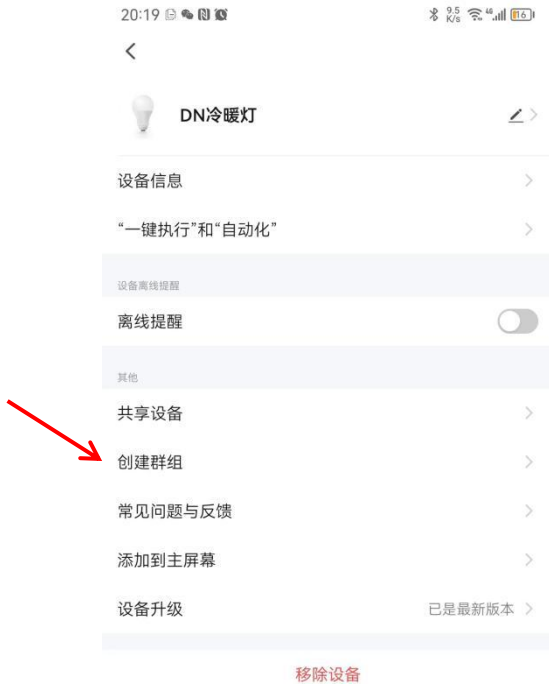 20:19 9.5 K/s 46 16
DN冷暖灯
设备信息
“一键执行”和“自动化”
设备离线提醒
离线提醒
其他
共享设备
创建群组
常见问题与反馈
添加到主屏幕
设备升级 已是最新版本
移除设备